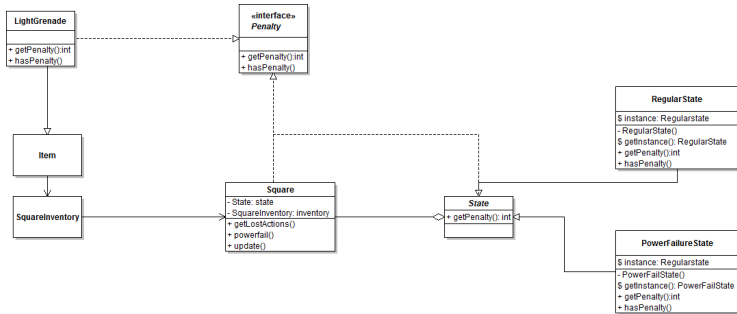 LightGrenade
+ getPenalty():int
+ hasPenalty()
«interface»
Penalty
+ getPenalty():int
+ hasPenalty()
RegularState
$ instance: Regularstate
- RegularState()
$ getInstance(): RegularState
+ getPenalty():int
+ hasPenalty()
Item
SquareInventory
Square
- State: state
- SquareInventory: inventory
+ getLostActions()
+ powerfail()
+ update()
State
+ getPenalty(): int
PowerFailureState
$ instance: Regularstate
- PowerFailState()
$ getInstance(): PowerFailState
+ getPenalty():int
+ hasPenalty()